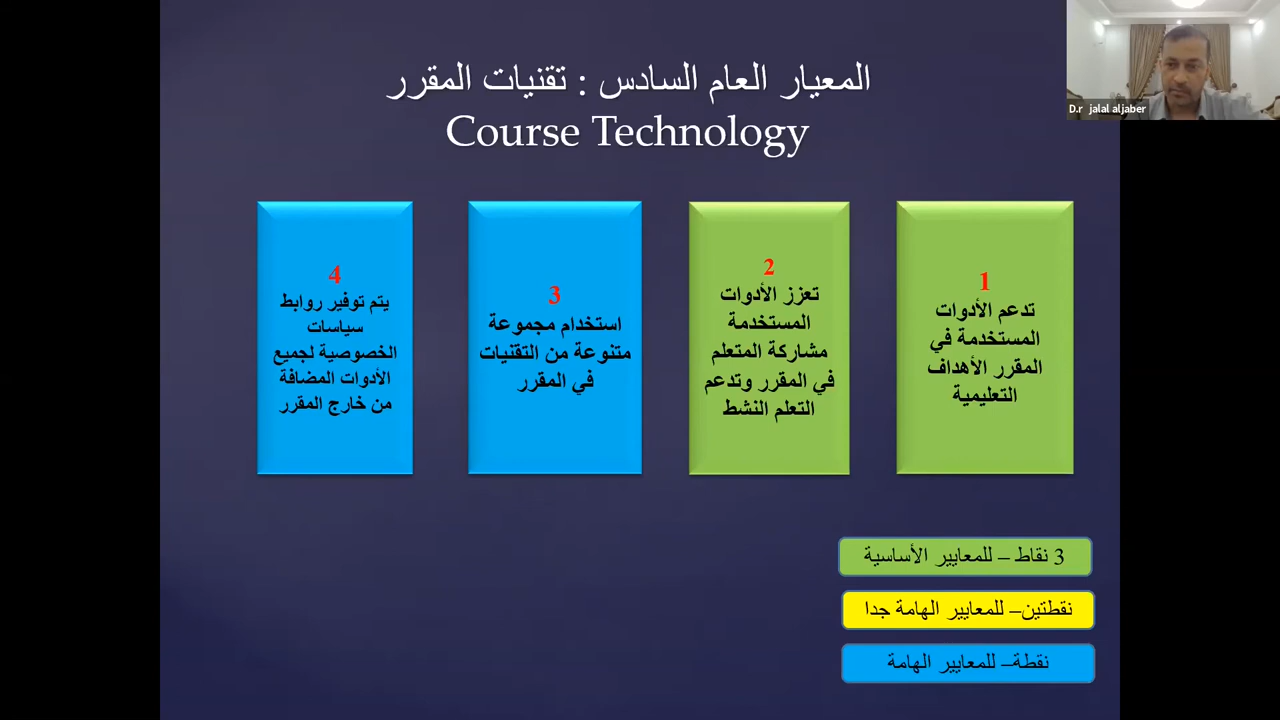 المعيار العام السادس : تقنيات المقرر
Course Technology
D.r jalal aljaber
1
تدعم الأدوات
المستخدمة في
المقرر الأهداف
التعليمية
2
تعزز الأدوات
المستخدمة
مشاركة المتعلم
في المقرر وتدعم
التعلم النشط
3
استخدام مجموعة
متنوعة من التقنيات
في المقرر
4
يتم توفير روابط
سياسات
الخصوصية لجميع
الأدوات المضافة
من خارج المقرر
3 نقاط – للمعايير الأساسية
نقطتين– للمعايير الهامة جدا
نقطة– للمعايير الهامة